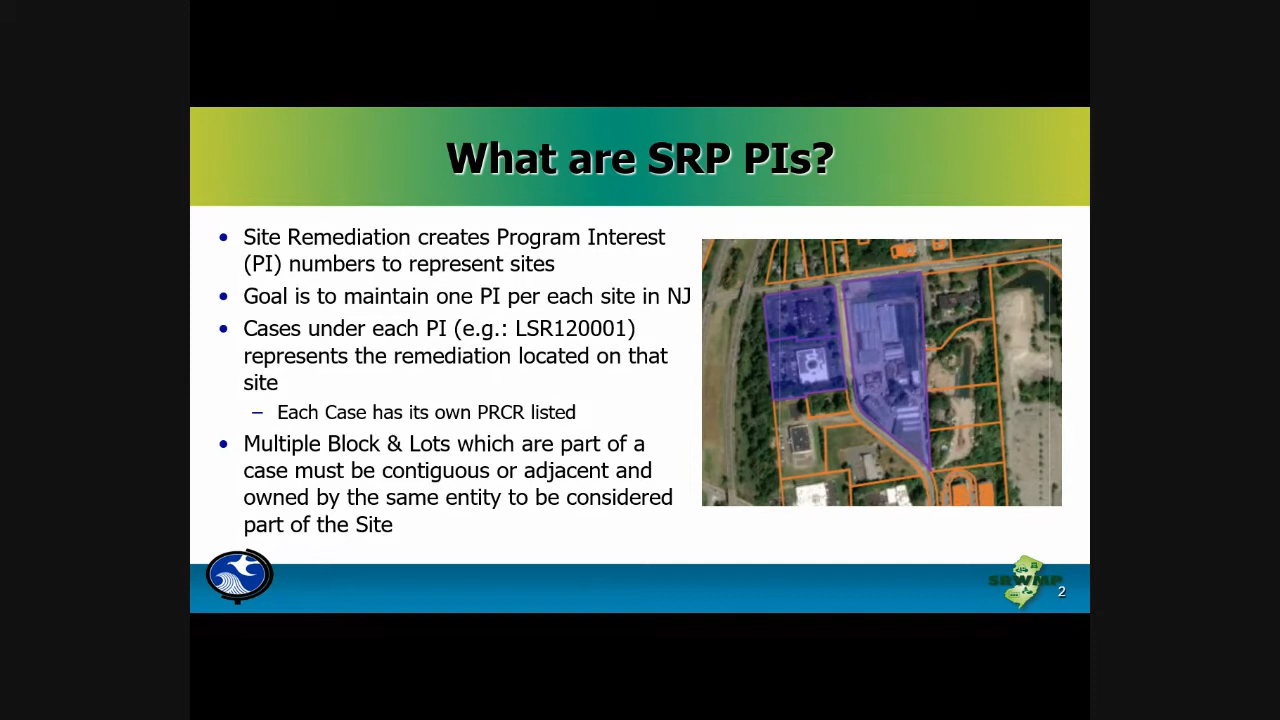 What are SRP PIs?
• Site Remediation creates Program Interest
(PI) numbers to represent sites
• Goal is to maintain one PI per each site in NJ
• Cases under each PI (e.g.: LSR120001)
represents the remediation located on that
site
– Each Case has its own PRCR listed
• Multiple Block & Lots which are part of a
case must be contiguous or adjacent and
owned by the same entity to be considered
part of the Site
SRWMP
2